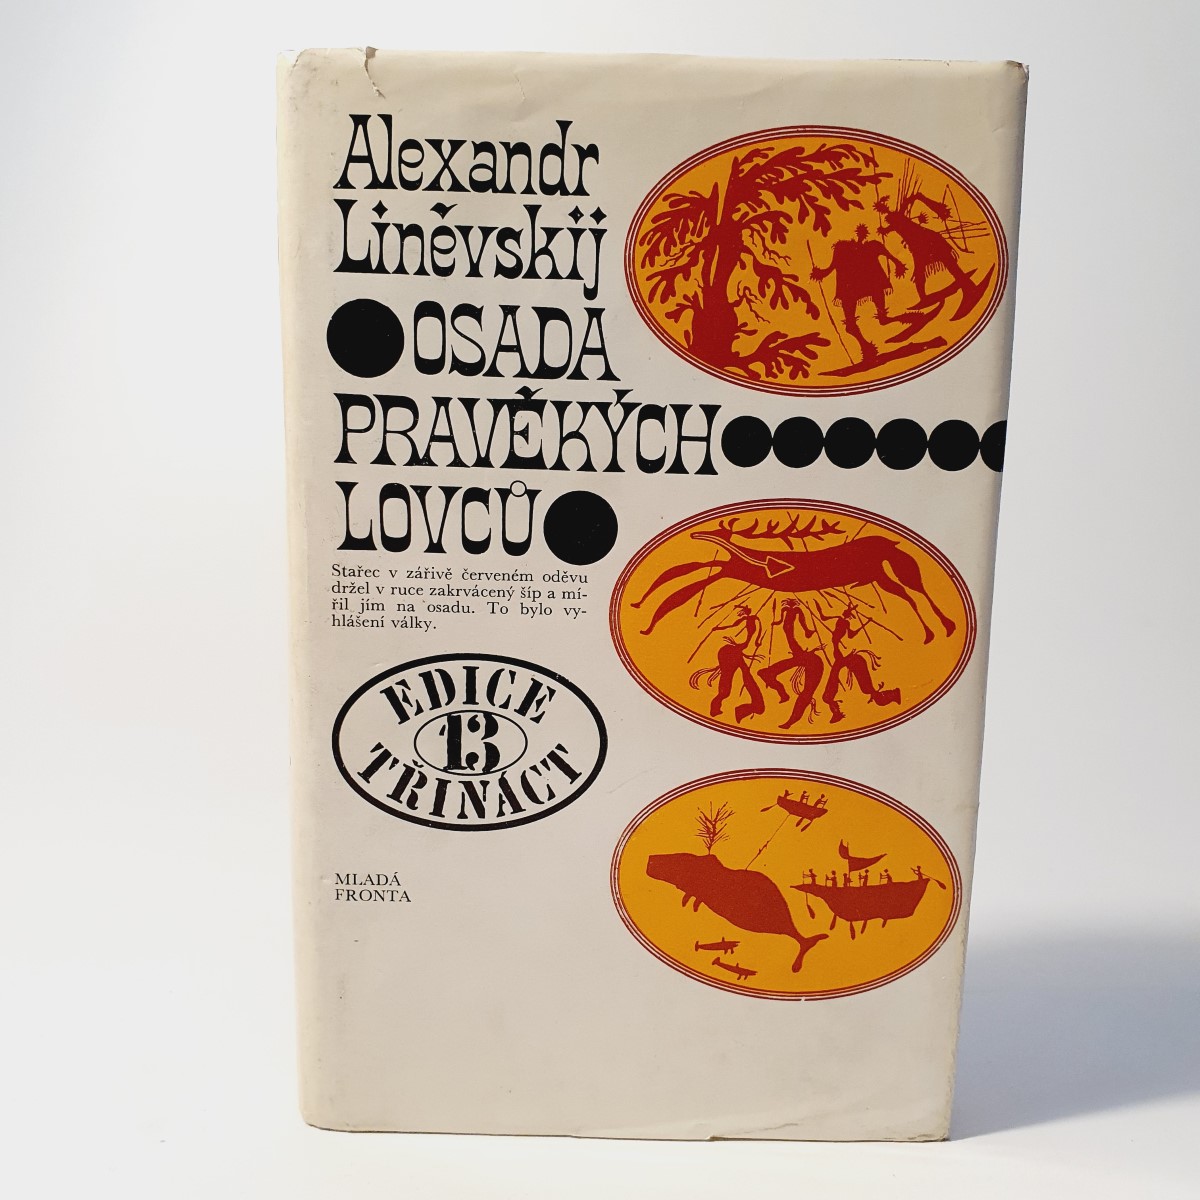 Alexandr
Liněvskij
OSADA
PRAVĚKÝCH
LOVCŮ
Stařec v zářivě červeném oděvu
držel v ruce zakrvácený šíp a mí-
řil jím na osadu. To bylo vy-
hlášení války.
EDICE
13
TŘINÁCT
MLADÁ
FRONTA